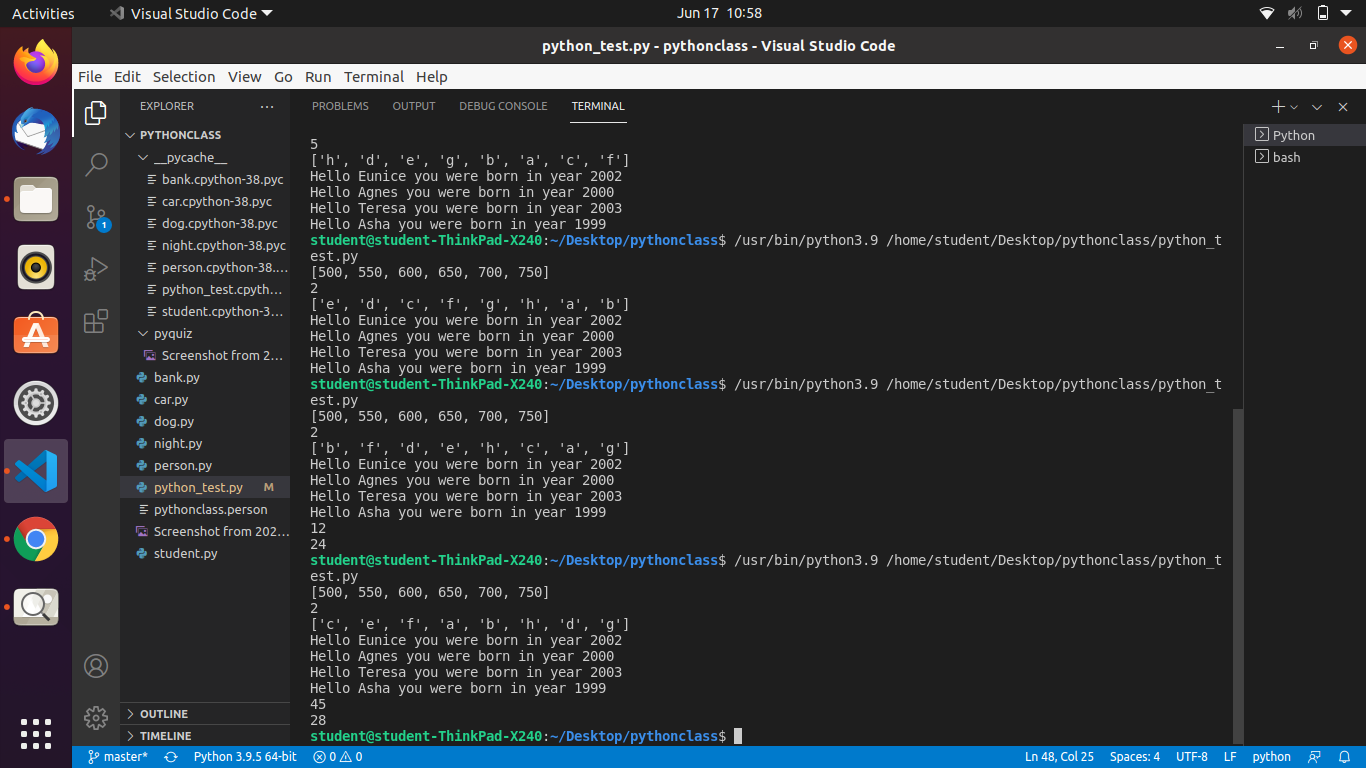 Activities
Visual Studio Code
Jun 17 10:58
python_test.py - pythonclass - Visual Studio Code
File Edit Selection View Go Run Terminal Help
EXPLORER
PYTHONCLASS
__pycache__
bank.cpython-38.pyc
car.cpython-38.pyc
dog.cpython-38.pyc
night.cpython-38.pyc
person.cpython-38....
python_test.cpyth...
student.cpython-3...
pyquiz
Screenshot from 2...
bank.py
car.py
dog.py
night.py
person.py
python_test.py M
pythonclass.person
Screenshot from 202...
student.py
OUTLINE
TIMELINE
1
PROBLEMS OUTPUT DEBUG CONSOLE TERMINAL
5
['h', 'd', 'e', 'g', 'b', 'a', 'c', 'f']
Hello Eunice you were born in year 2002
Hello Agnes you were born in year 2000
Hello Teresa you were born in year 2003
Hello Asha you were born in year 1999
student@student-ThinkPad-X240:~/Desktop/pythonclass$ /usr/bin/python3.9 /home/student/Desktop/pythonclass/python_t
est.py
[500, 550, 600, 650, 700, 750]
2
['e', 'd', 'c', 'f', 'g', 'h', 'a', 'b']
Hello Eunice you were born in year 2002
Hello Agnes you were born in year 2000
Hello Teresa you were born in year 2003
Hello Asha you were born in year 1999
student@student-ThinkPad-X240:~/Desktop/pythonclass$ /usr/bin/python3.9 /home/student/Desktop/pythonclass/python_t
est.py
[500, 550, 600, 650, 700, 750]
2
['b', 'f', 'd', 'e', 'h', 'c', 'a', 'g']
Hello Eunice you were born in year 2002
Hello Agnes you were born in year 2000
Hello Teresa you were born in year 2003
Hello Asha you were born in year 1999
12
24
student@student-ThinkPad-X240:~/Desktop/pythonclass$ /usr/bin/python3.9 /home/student/Desktop/pythonclass/python_t
est.py
[500, 550, 600, 650, 700, 750]
2
['c', 'e', 'f', 'a', 'b', 'h', 'd', 'g']
Hello Eunice you were born in year 2002
Hello Agnes you were born in year 2000
Hello Teresa you were born in year 2003
Hello Asha you were born in year 1999
45
28
student@student-ThinkPad-X240:~/Desktop/pythonclass$
Python
bash
master* Python 3.9.5 64-bit 0 0 Ln 48, Col 25 Spaces: 4 UTF-8 LF python